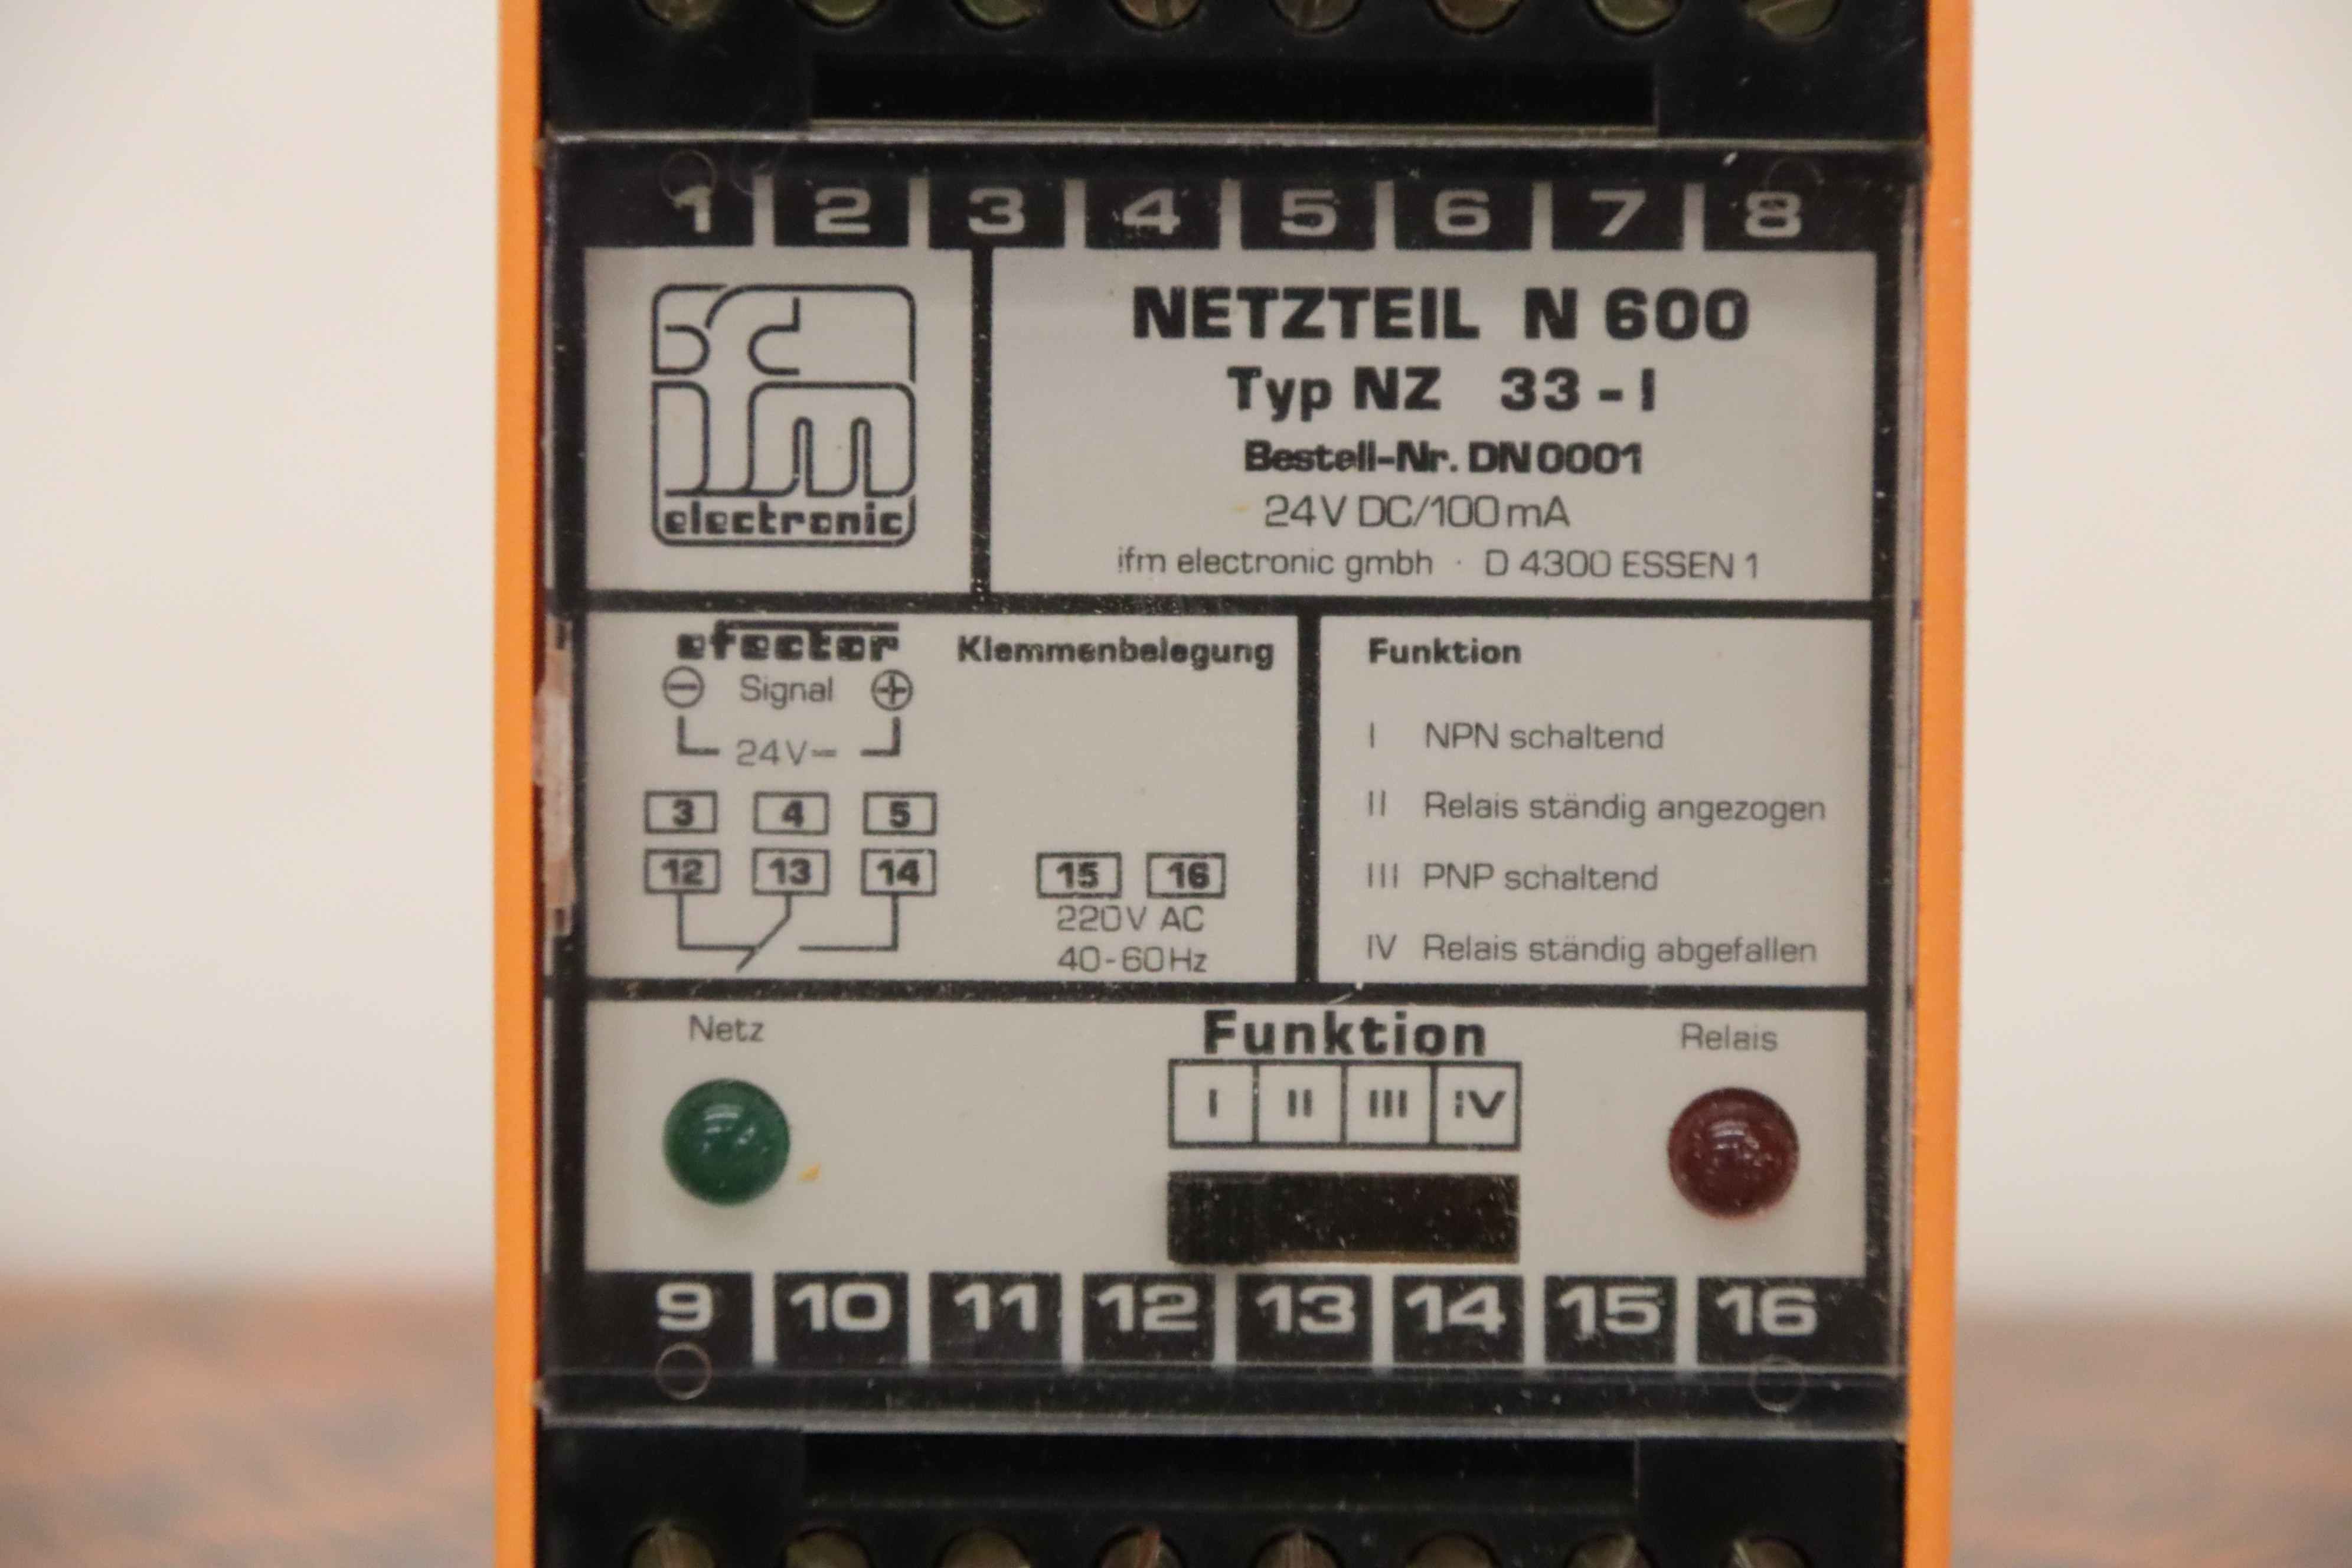 1 2 3 4 5 6 7 8
ifm
electronic
NETZTEIL N 600
Typ NZ 33-I
Bestell-Nr. DN0001
24V DC/100mA
ifm electronic gmbh · D 4300 ESSEN 1
efector Klemmenbelegung
⊖ Signal ⊕
24V=
3 4 5
12 13 14
15 16
220V AC
40-60Hz
Funktion
I NPN schaltend
II Relais ständig angezogen
III PNP schaltend
IV Relais ständig abgefallen
Netz
Funktion
I II III IV
Relais
9 10 11 12 13 14 15 16